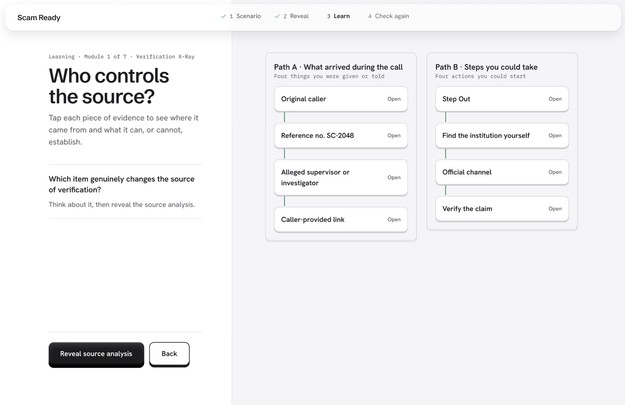 Scam Ready
✓ 1 Scenario
✓ 2 Reveal
3 Learn
4 Check again
Learning · Module 1 of 7 · Verification X-Ray
Who controls
the source?
Tap each piece of evidence to see where it
came from and what it can, or cannot,
establish.
Which item genuinely changes the source
of verification?
Think about it, then reveal the source analysis.
Reveal source analysis
Back
Path A · What arrived during the call
Four things you were given or told
Original caller
Open
Reference no. SC-2048
Open
Alleged supervisor or
investigator
Open
Caller-provided link
Open
Path B · Steps you could take
Four actions you could start
Step Out
Open
Find the institution yourself
Open
Official channel
Open
Verify the claim
Open